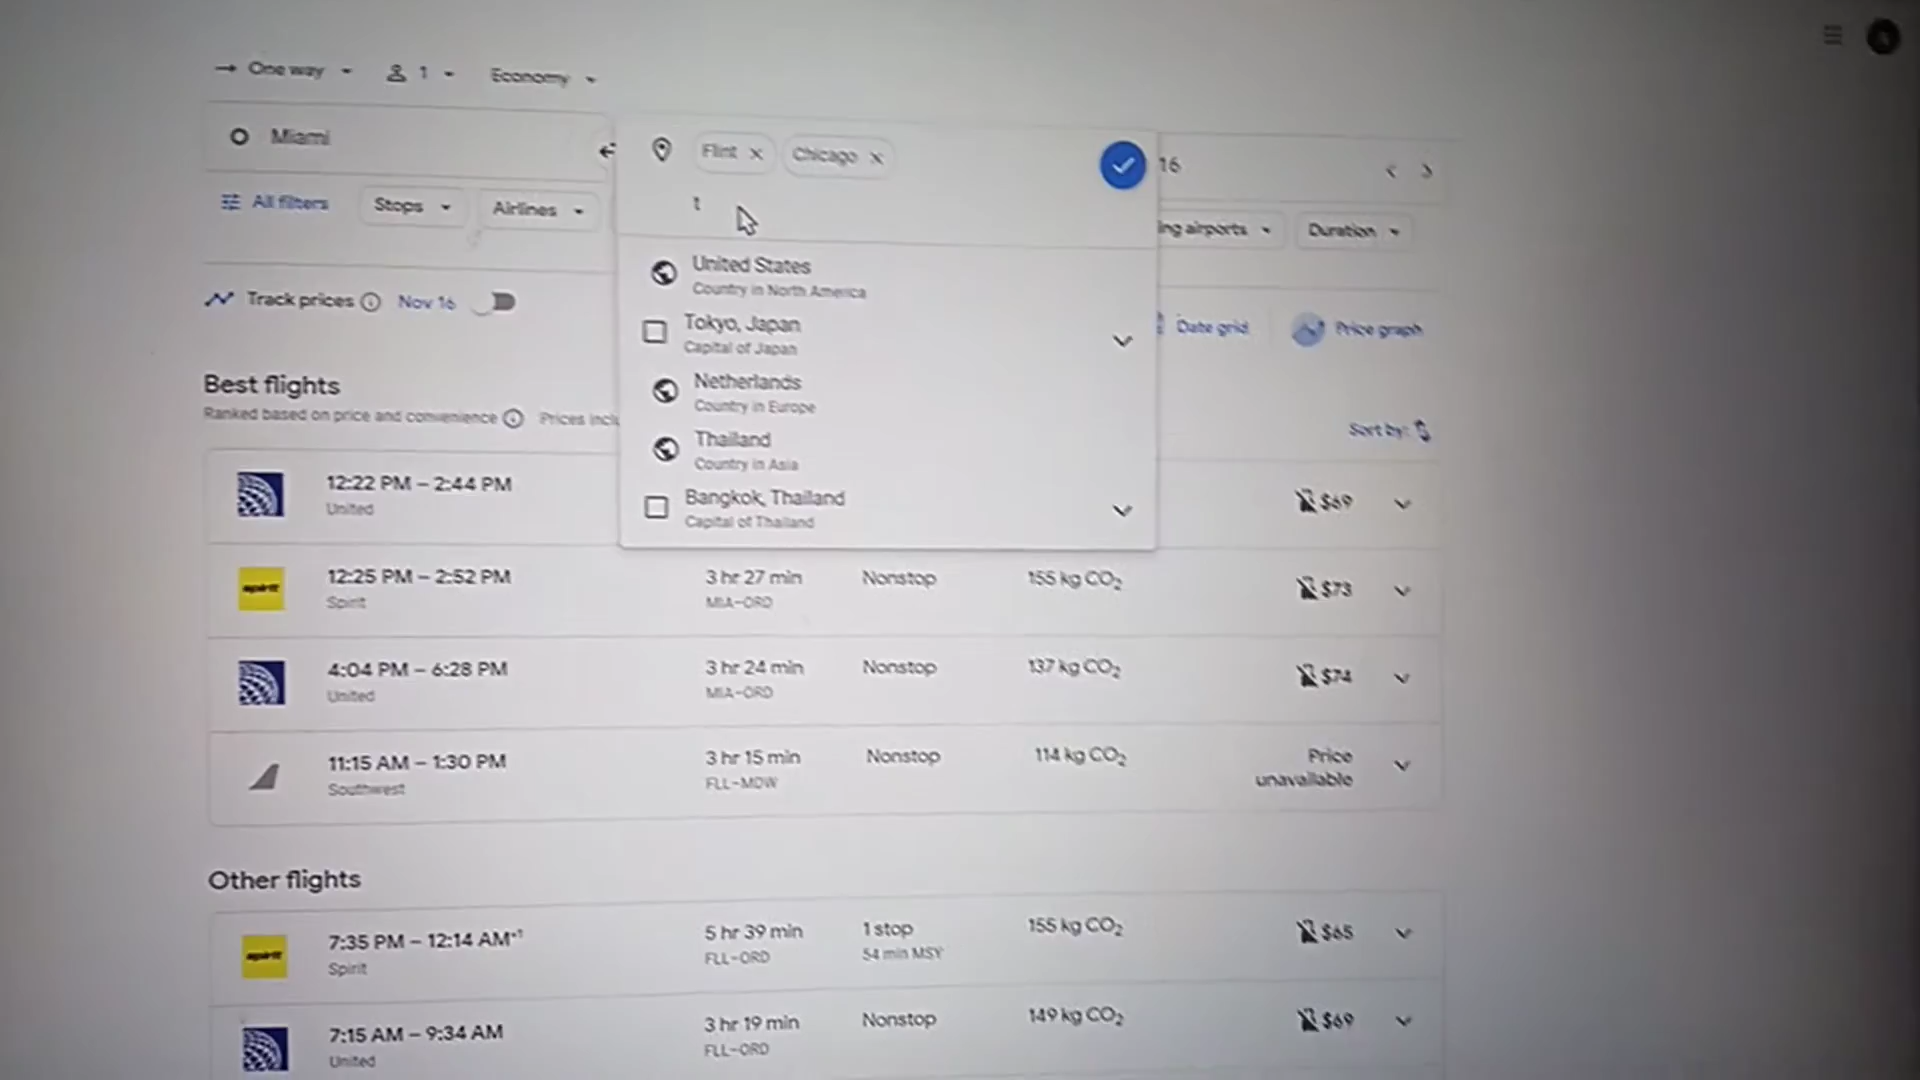 One way
1
Economy
Miami
Flint
Chicago
16
All filters
Stops
Airlines
t
ing airports
Duration
United States
Country in North America
Track prices
Nov 16
Tokyo, Japan
Capital of Japan
Date grid
Price graph
Netherlands
Country in Europe
Best flights
Ranked based on price and convenience
Prices inclu
Sort by:
Thailand
Country in Asia
12:22 PM – 2:44 PM
United
Bangkok, Thailand
Capital of Thailand
$69
spirit
12:25 PM – 2:52 PM
Spirit
3 hr 27 min
MIA–ORD
Nonstop
155 kg CO2
$73
4:04 PM – 6:28 PM
United
3 hr 24 min
MIA–ORD
Nonstop
137 kg CO2
$74
11:15 AM – 1:30 PM
Southwest
3 hr 15 min
FLL–MDW
Nonstop
114 kg CO2
Price
unavailable
Other flights
spirit
7:35 PM – 12:14 AM+1
Spirit
5 hr 39 min
FLL–ORD
1 stop
54 min MSY
155 kg CO2
$65
7:15 AM – 9:34 AM
United
3 hr 19 min
FLL–ORD
Nonstop
149 kg CO2
$69